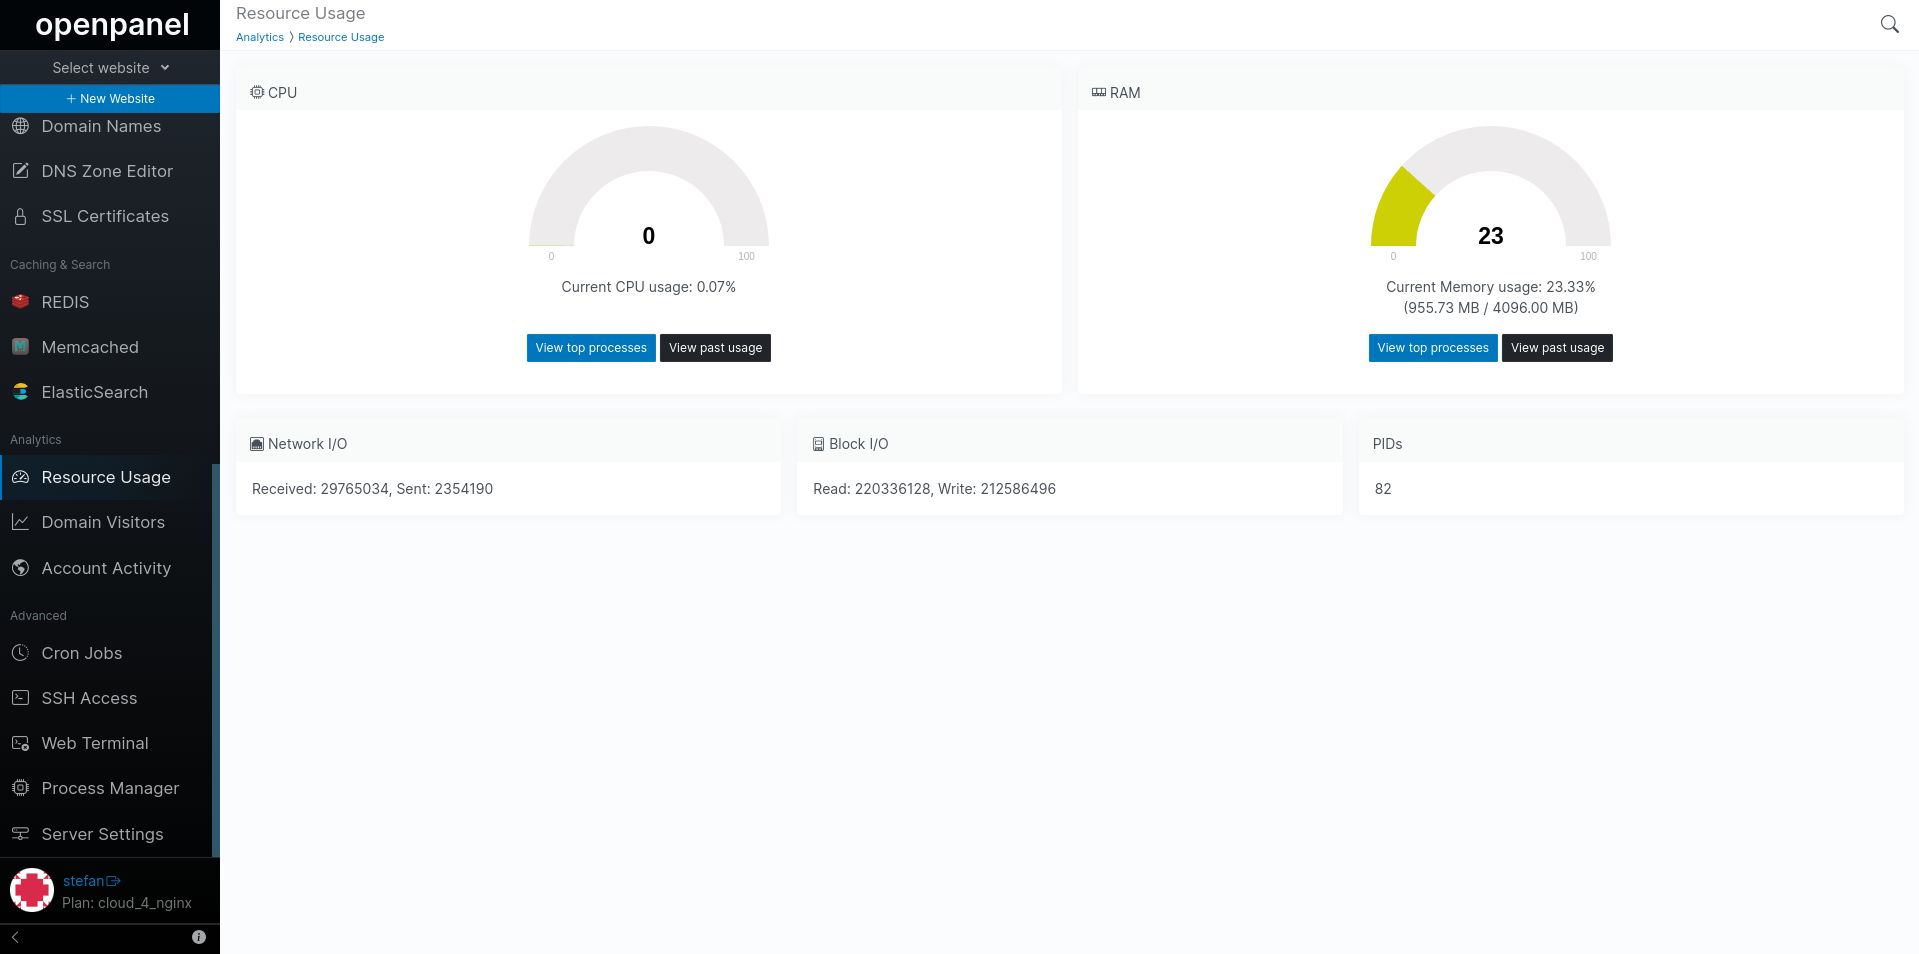 openpanel
Select website
+ New Website
Domain Names
DNS Zone Editor
SSL Certificates
Caching & Search
REDIS
Memcached
ElasticSearch
Analytics
Resource Usage
Domain Visitors
Account Activity
Advanced
Cron Jobs
SSH Access
Web Terminal
Process Manager
Server Settings
stefan
Plan: cloud_4_nginx
Resource Usage
Analytics 〉 Resource Usage
CPU
0
0 100
Current CPU usage: 0.07%
View top processes View past usage
RAM
23
0 100
Current Memory usage: 23.33%
(955.73 MB / 4096.00 MB)
View top processes View past usage
Network I/O
Received: 29765034, Sent: 2354190
Block I/O
Read: 220336128, Write: 212586496
PIDs
82